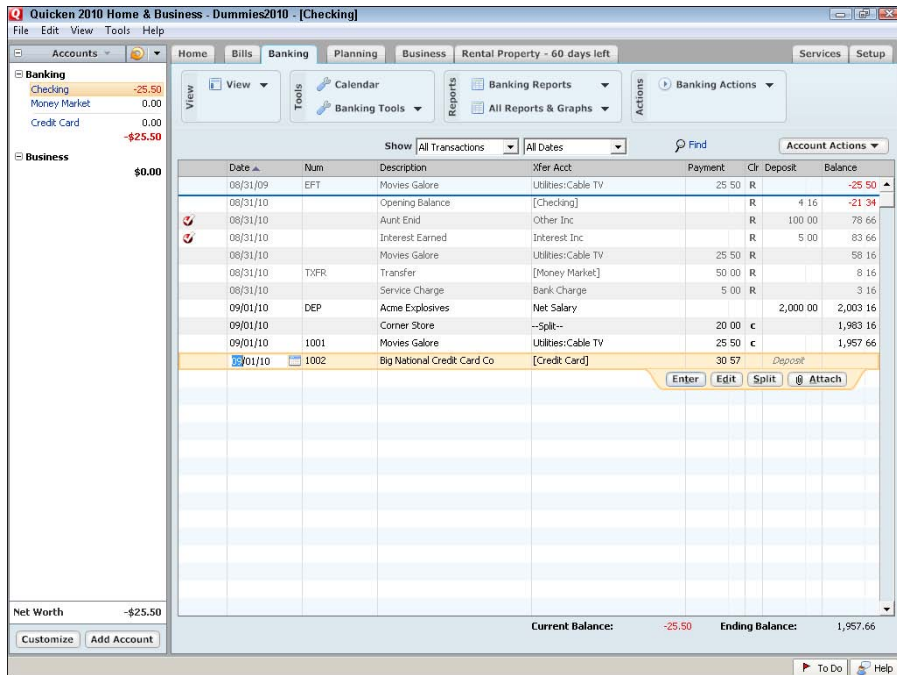 Quicken 2010 Home & Business - Dummies2010 - [Checking]
File Edit View Tools Help
Accounts Home Bills Banking Planning Business Rental Property - 60 days left Services Setup
Banking
Checking -25.50
Money Market 0.00
Credit Card 0.00
-$25.50
Business
$0.00
View View Tools Calendar Reports Banking Reports Actions Banking Actions
Banking Tools All Reports & Graphs
Show All Transactions All Dates Find Account Actions
Date Num Description Xfer Acct Payment Clr Deposit Balance
08/31/09 EFT Movies Galore Utilities:Cable TV 25 50 R -25 50
08/31/10 Opening Balance [Checking] R 4 16 -21 34
08/31/10 Aunt Enid Other Inc R 100 00 78 66
08/31/10 Interest Earned Interest Inc R 5 00 83 66
08/31/10 Movies Galore Utilities:Cable TV 25 50 R 58 16
08/31/10 TXFR Transfer [Money Market] 50 00 R 8 16
08/31/10 Service Charge Bank Charge 5 00 R 3 16
09/01/10 DEP Acme Explosives Net Salary 2,000 00 2,003 16
09/01/10 Corner Store --Split-- 20 00 c 1,983 16
09/01/10 1001 Movies Galore Utilities:Cable TV 25 50 c 1,957 66
09/01/10 1002 Big National Credit Card Co [Credit Card] 30 57 Deposit
Enter Edit Split Attach
Net Worth -$25.50
Current Balance: -25.50 Ending Balance: 1,957.66
Customize Add Account
To Do Help